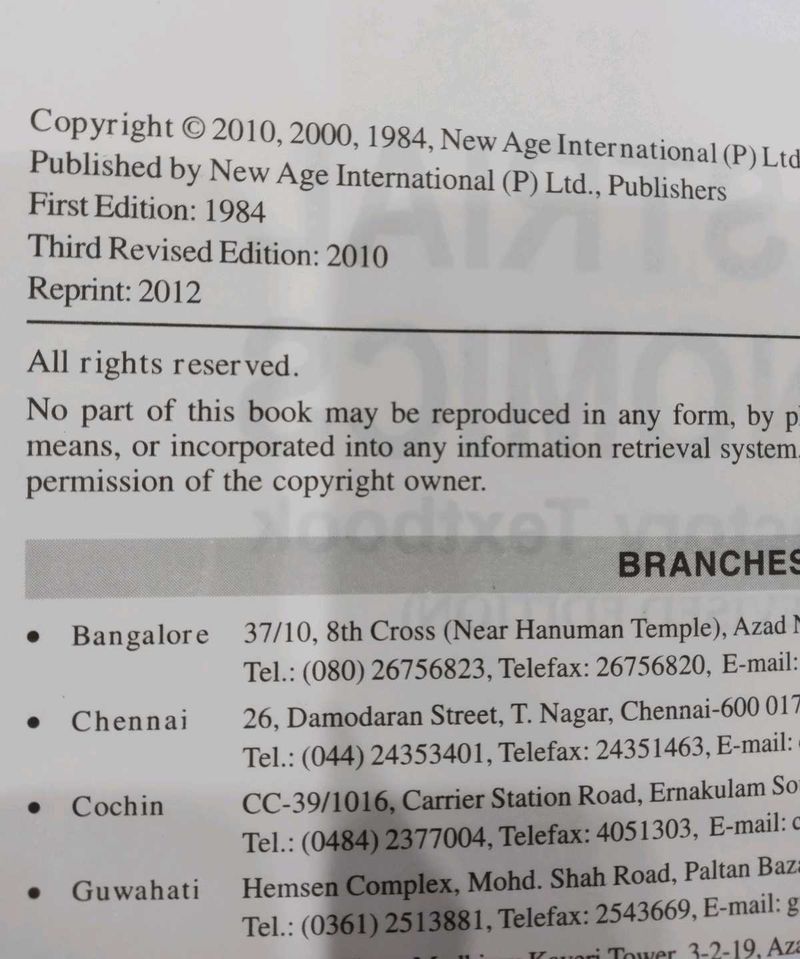 Copyright © 2010, 2000, 1984, New Age International (P) Ltd
Published by New Age International (P) Ltd., Publishers
First Edition: 1984
Third Revised Edition: 2010
Reprint: 2012
All rights reserved.
No part of this book may be reproduced in any form, by
means, or incorporated into any information retrieval system,
permission of the copyright owner.
BRANCHES
• Bangalore 37/10, 8th Cross (Near Hanuman Temple), Azad
Tel.: (080) 26756823, Telefax: 26756820, E-mail:
• Chennai 26, Damodaran Street, T. Nagar, Chennai-600 017
Tel.: (044) 24353401, Telefax: 24351463, E-mail:
• Cochin CC-39/1016, Carrier Station Road, Ernakulam
Tel.: (0484) 2377004, Telefax: 4051303, E-mail:
• Guwahati Hemsen Complex, Mohd. Shah Road, Paltan
Tel.: (0361) 2513881, Telefax: 2543669, E-mail:
Tower, 3-2-19,